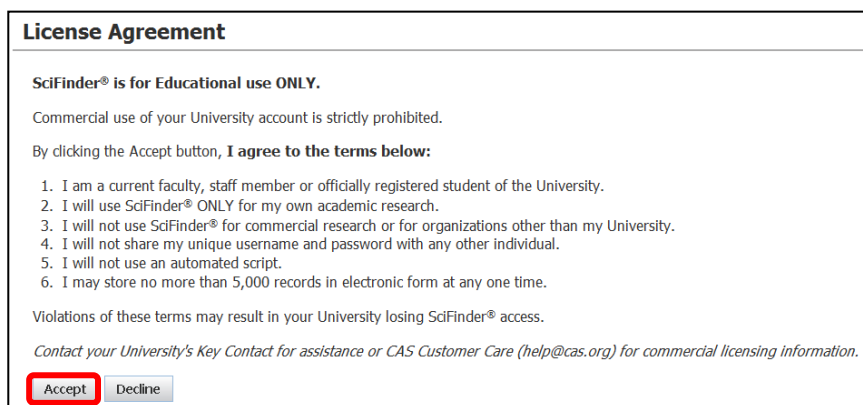 License Agreement
SciFinder® is for Educational use ONLY.
Commercial use of your University account is strictly prohibited.
By clicking the Accept button, I agree to the terms below:
1. I am a current faculty, staff member or officially registered student of the University.
2. I will use SciFinder® ONLY for my own academic research.
3. I will not use SciFinder® for commercial research or for organizations other than my University.
4. I will not share my unique username and password with any other individual.
5. I will not use an automated script.
6. I may store no more than 5,000 records in electronic form at any one time.
Violations of these terms may result in your University losing SciFinder® access.
Contact your University's Key Contact for assistance or CAS Customer Care (help@cas.org) for commercial licensing information.
Accept Decline